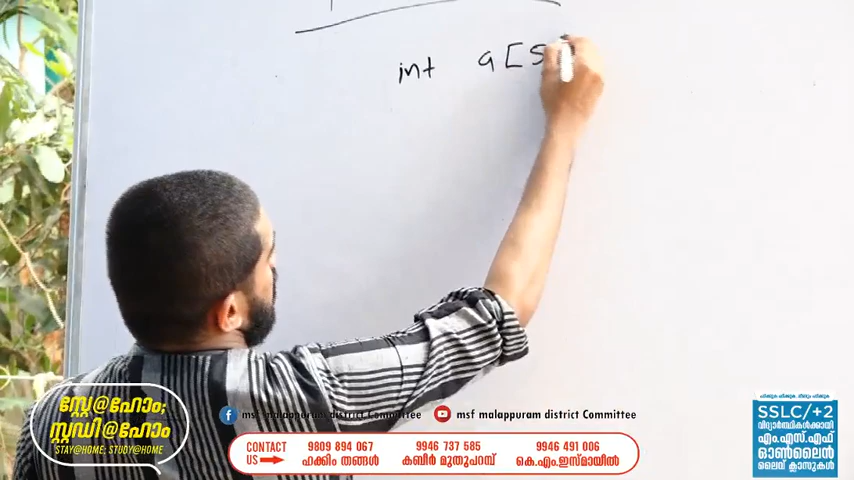 int a[5
സ്റ്റേ@ഹോം;
സ്റ്റഡി@ഹോം
STAY@HOME; STUDY@HOME
msf malappuram district Committee
msf malappuram district Committee
CONTACT US
9809 894 067
ഹക്കിം തങ്ങൾ
9946 737 585
കബീർ മുതുപറമ്പ്
9946 491 006
കെ.എം.ഇസ്മായീൽ
SSLC/+2
വിദ്യാർത്ഥികൾക്കായി
എം.എസ്.എഫ്
ഓൺലൈൻ
ലൈവ് ക്ലാസുകൾ